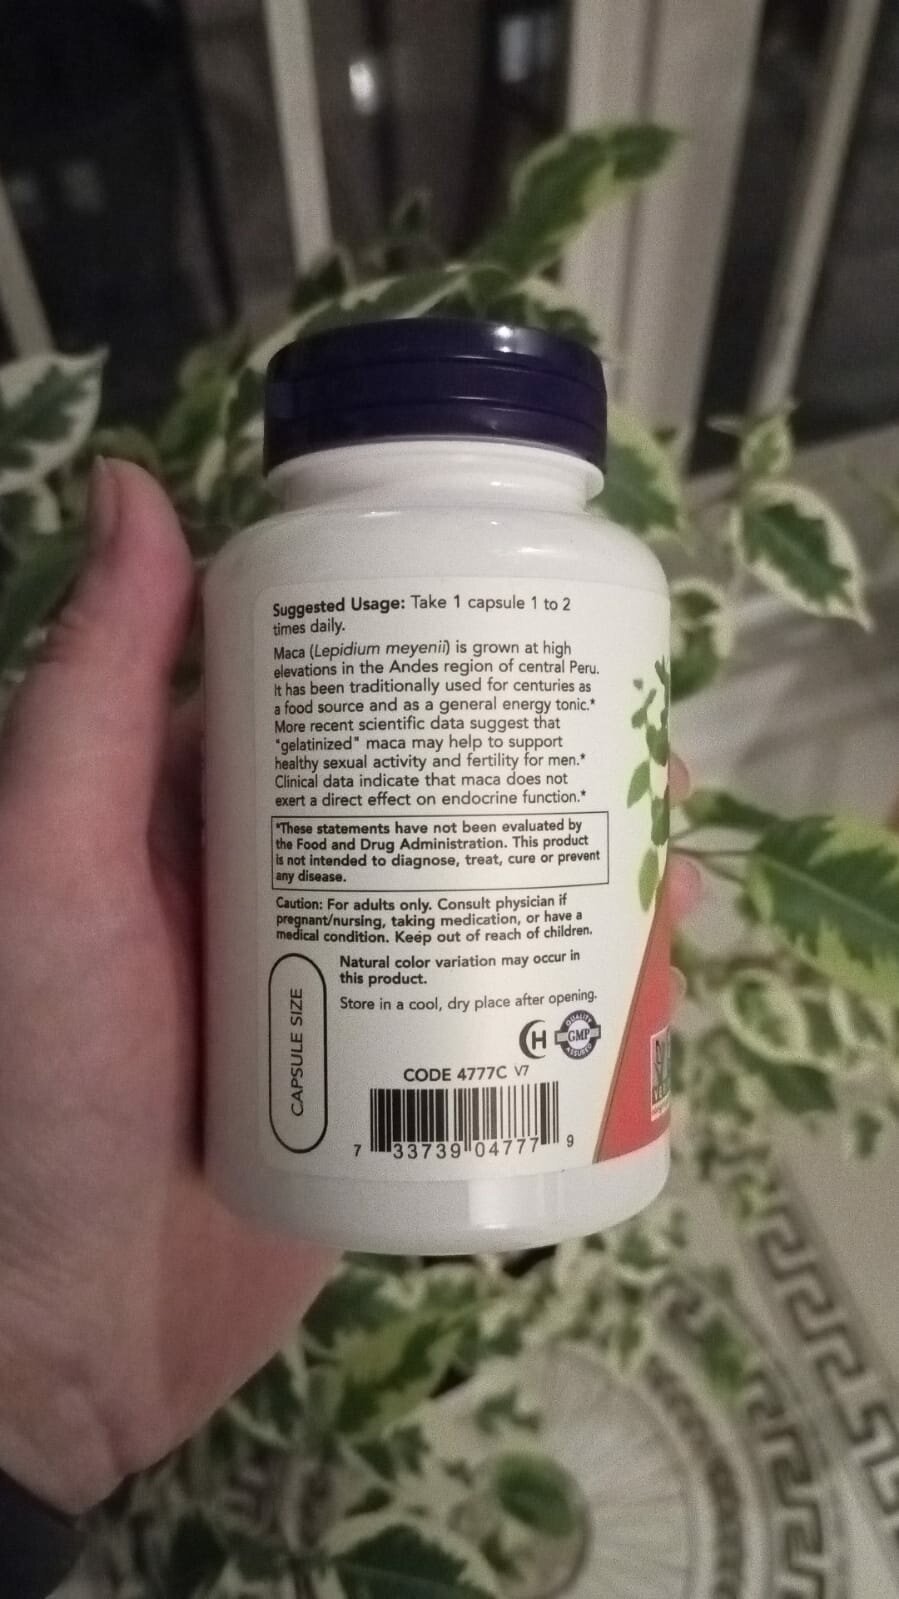 Suggested Usage: Take 1 capsule 1 to 2
times daily.
Maca (Lepidium meyenii) is grown at high
elevations in the Andes region of central Peru.
It has been traditionally used for centuries as
a food source and as a general energy tonic.*
More recent scientific data suggest that
"gelatinized" maca may help to support
healthy sexual activity and fertility for men.*
Clinical data indicate that maca does not
exert a direct effect on endocrine function.*
*These statements have not been evaluated by
the Food and Drug Administration. This product
is not intended to diagnose, treat, cure or prevent
any disease.
Caution: For adults only. Consult physician if
pregnant/nursing, taking medication, or have a
medical condition. Keep out of reach of children.
Natural color variation may occur in
this product.
Store in a cool, dry place after opening.
CAPSULE SIZE
H
QUALITY
GMP
ASSURED
CODE 4777C V7
7 33739 04777 9